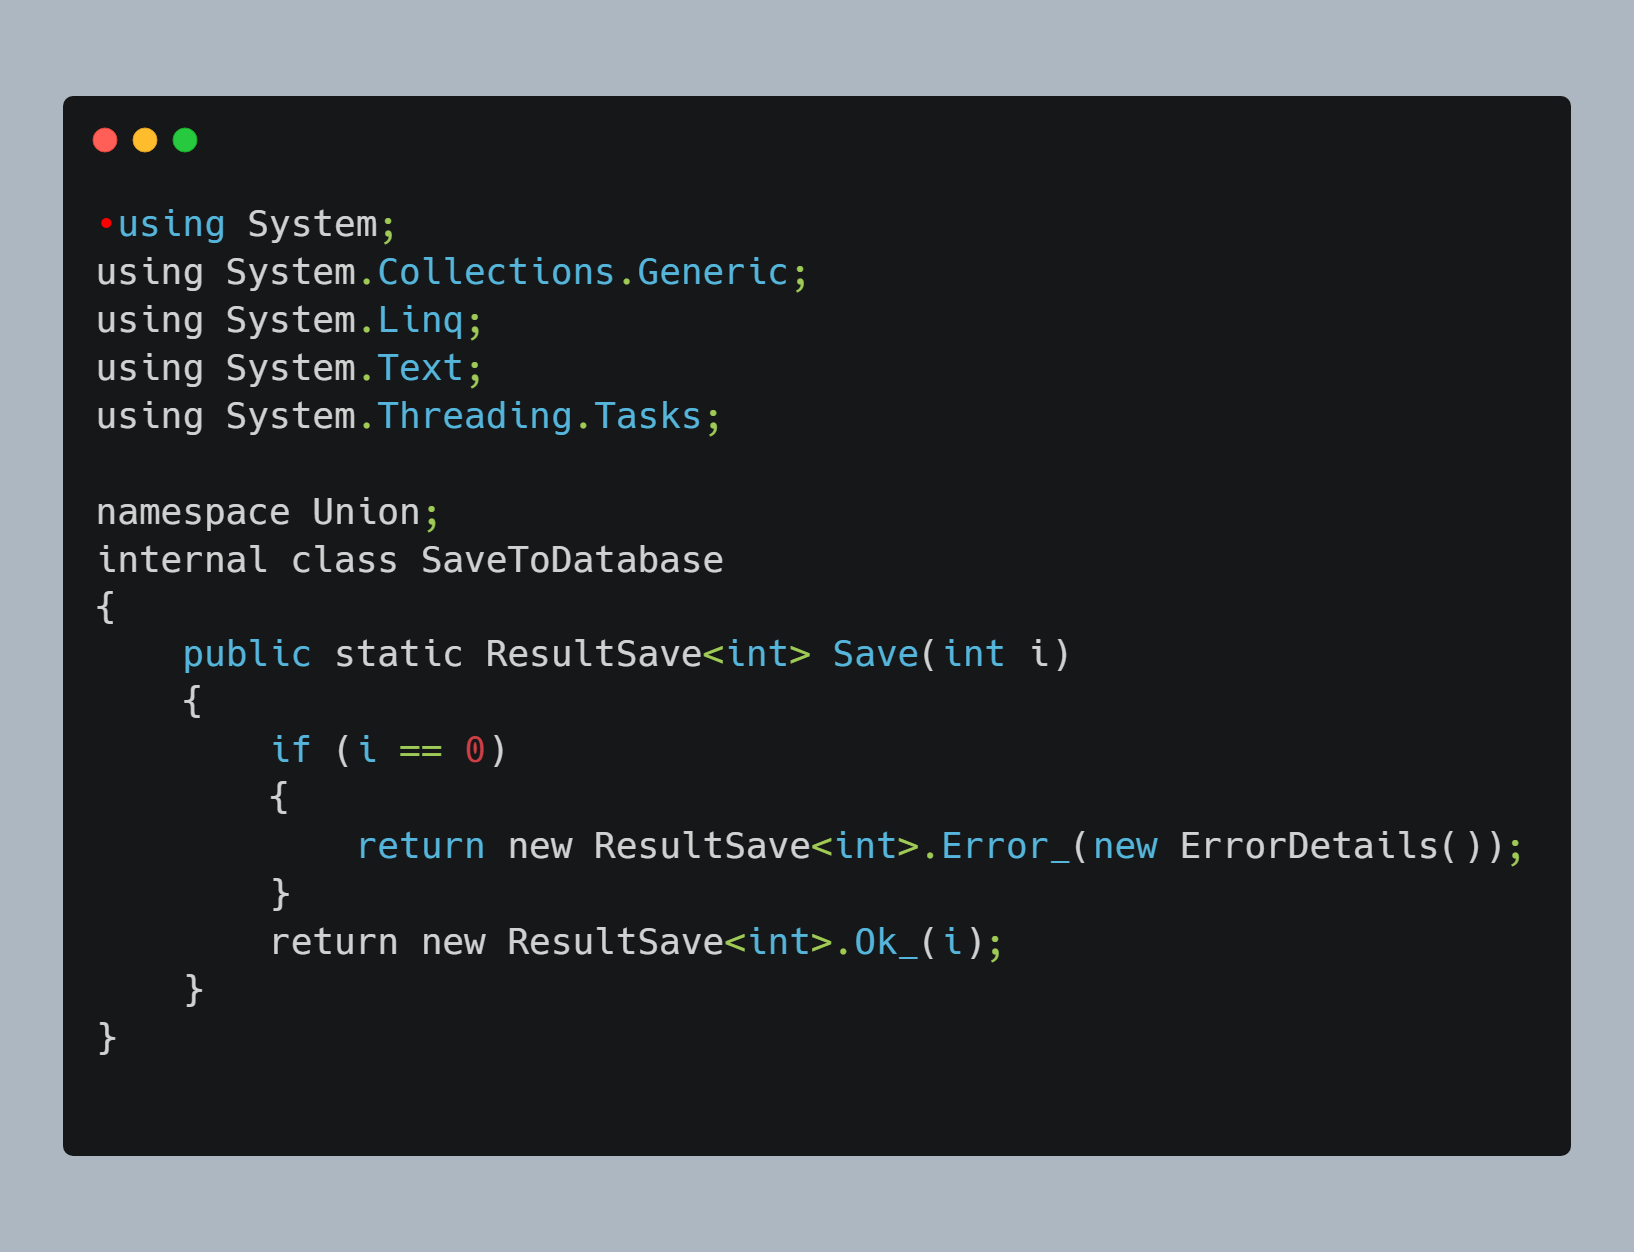 •using System;
using System.Collections.Generic;
using System.Linq;
using System.Text;
using System.Threading.Tasks;

namespace Union;
internal class SaveToDatabase
{
    public static ResultSave<int> Save(int i)
    {
        if (i == 0)
        {
            return new ResultSave<int>.Error_(new ErrorDetails());
        }
        return new ResultSave<int>.Ok_(i);
    }
}